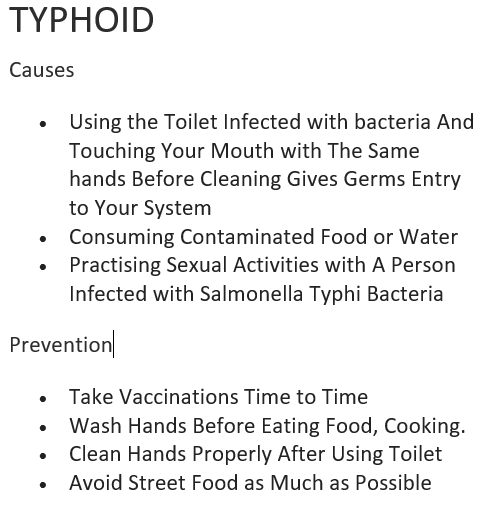 TYPHOID
Causes
• Using the Toilet Infected with bacteria And
Touching Your Mouth with The Same
hands Before Cleaning Gives Germs Entry
to Your System
• Consuming Contaminated Food or Water
• Practising Sexual Activities with A Person
Infected with Salmonella Typhi Bacteria
Prevention
• Take Vaccinations Time to Time
• Wash Hands Before Eating Food, Cooking.
• Clean Hands Properly After Using Toilet
• Avoid Street Food as Much as Possible